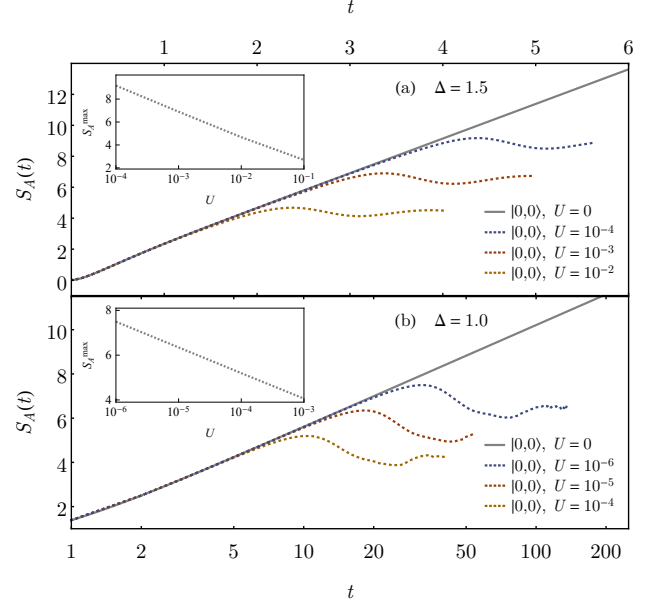 t
1 2 3 4 5 6
(a) Δ = 1.5
S_A(t)
12
10
8
6
4
2
0
S_A^max
8
6
4
2
10⁻⁴ 10⁻³ 10⁻² 10⁻¹
U
|0,0⟩, U = 0
|0,0⟩, U = 10⁻⁴
|0,0⟩, U = 10⁻³
|0,0⟩, U = 10⁻²
(b) Δ = 1.0
S_A(t)
10
8
6
4
2
S_A^max
8
6
4
10⁻⁶ 10⁻⁵ 10⁻⁴ 10⁻³
U
|0,0⟩, U = 0
|0,0⟩, U = 10⁻⁶
|0,0⟩, U = 10⁻⁵
|0,0⟩, U = 10⁻⁴
1 2 5 10 20 50 100 200
t